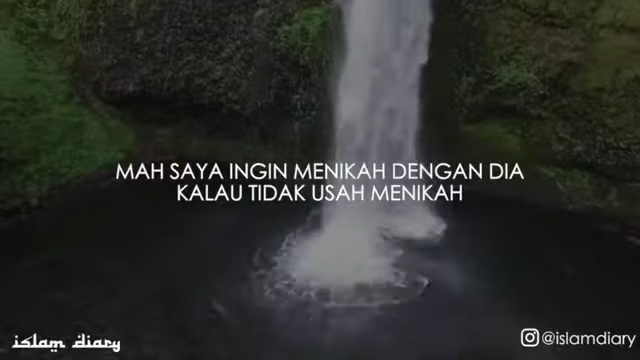 MAH SAYA INGIN MENIKAH DENGAN DIA
KALAU TIDAK USAH MENIKAH
islam diary
@islamdiary